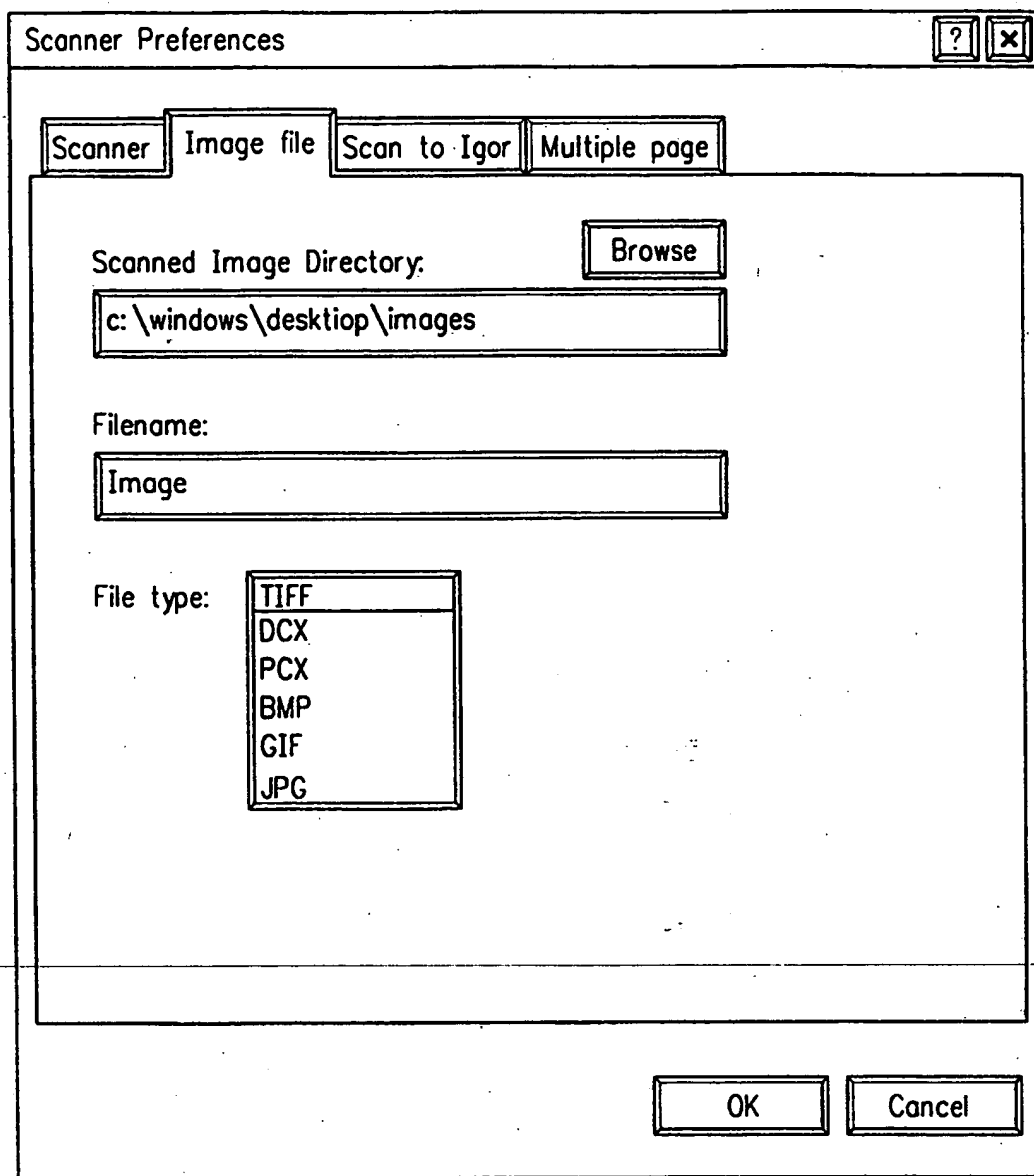 Scanner Preferences ? ×
Scanner Image file Scan to Igor Multiple page
Scanned Image Directory: Browse
c:\windows\desktiop\images
Filename:
Image
File type: TIFF
DCX
PCX
BMP
GIF
JPG
OK Cancel